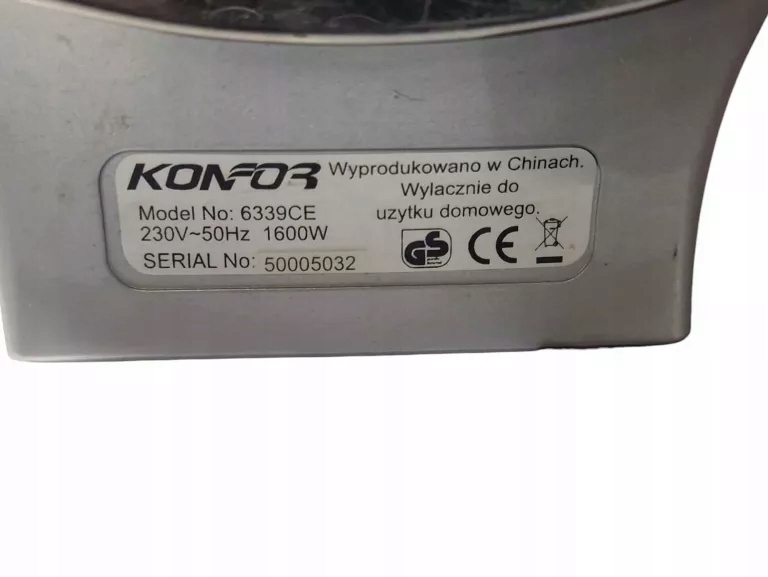 KONFOR Wyprodukowano w Chinach.
Wylacznie do
Model No: 6339CE uzytku domowego.
230V~50Hz 1600W
SERIAL No: 50005032
GS CE